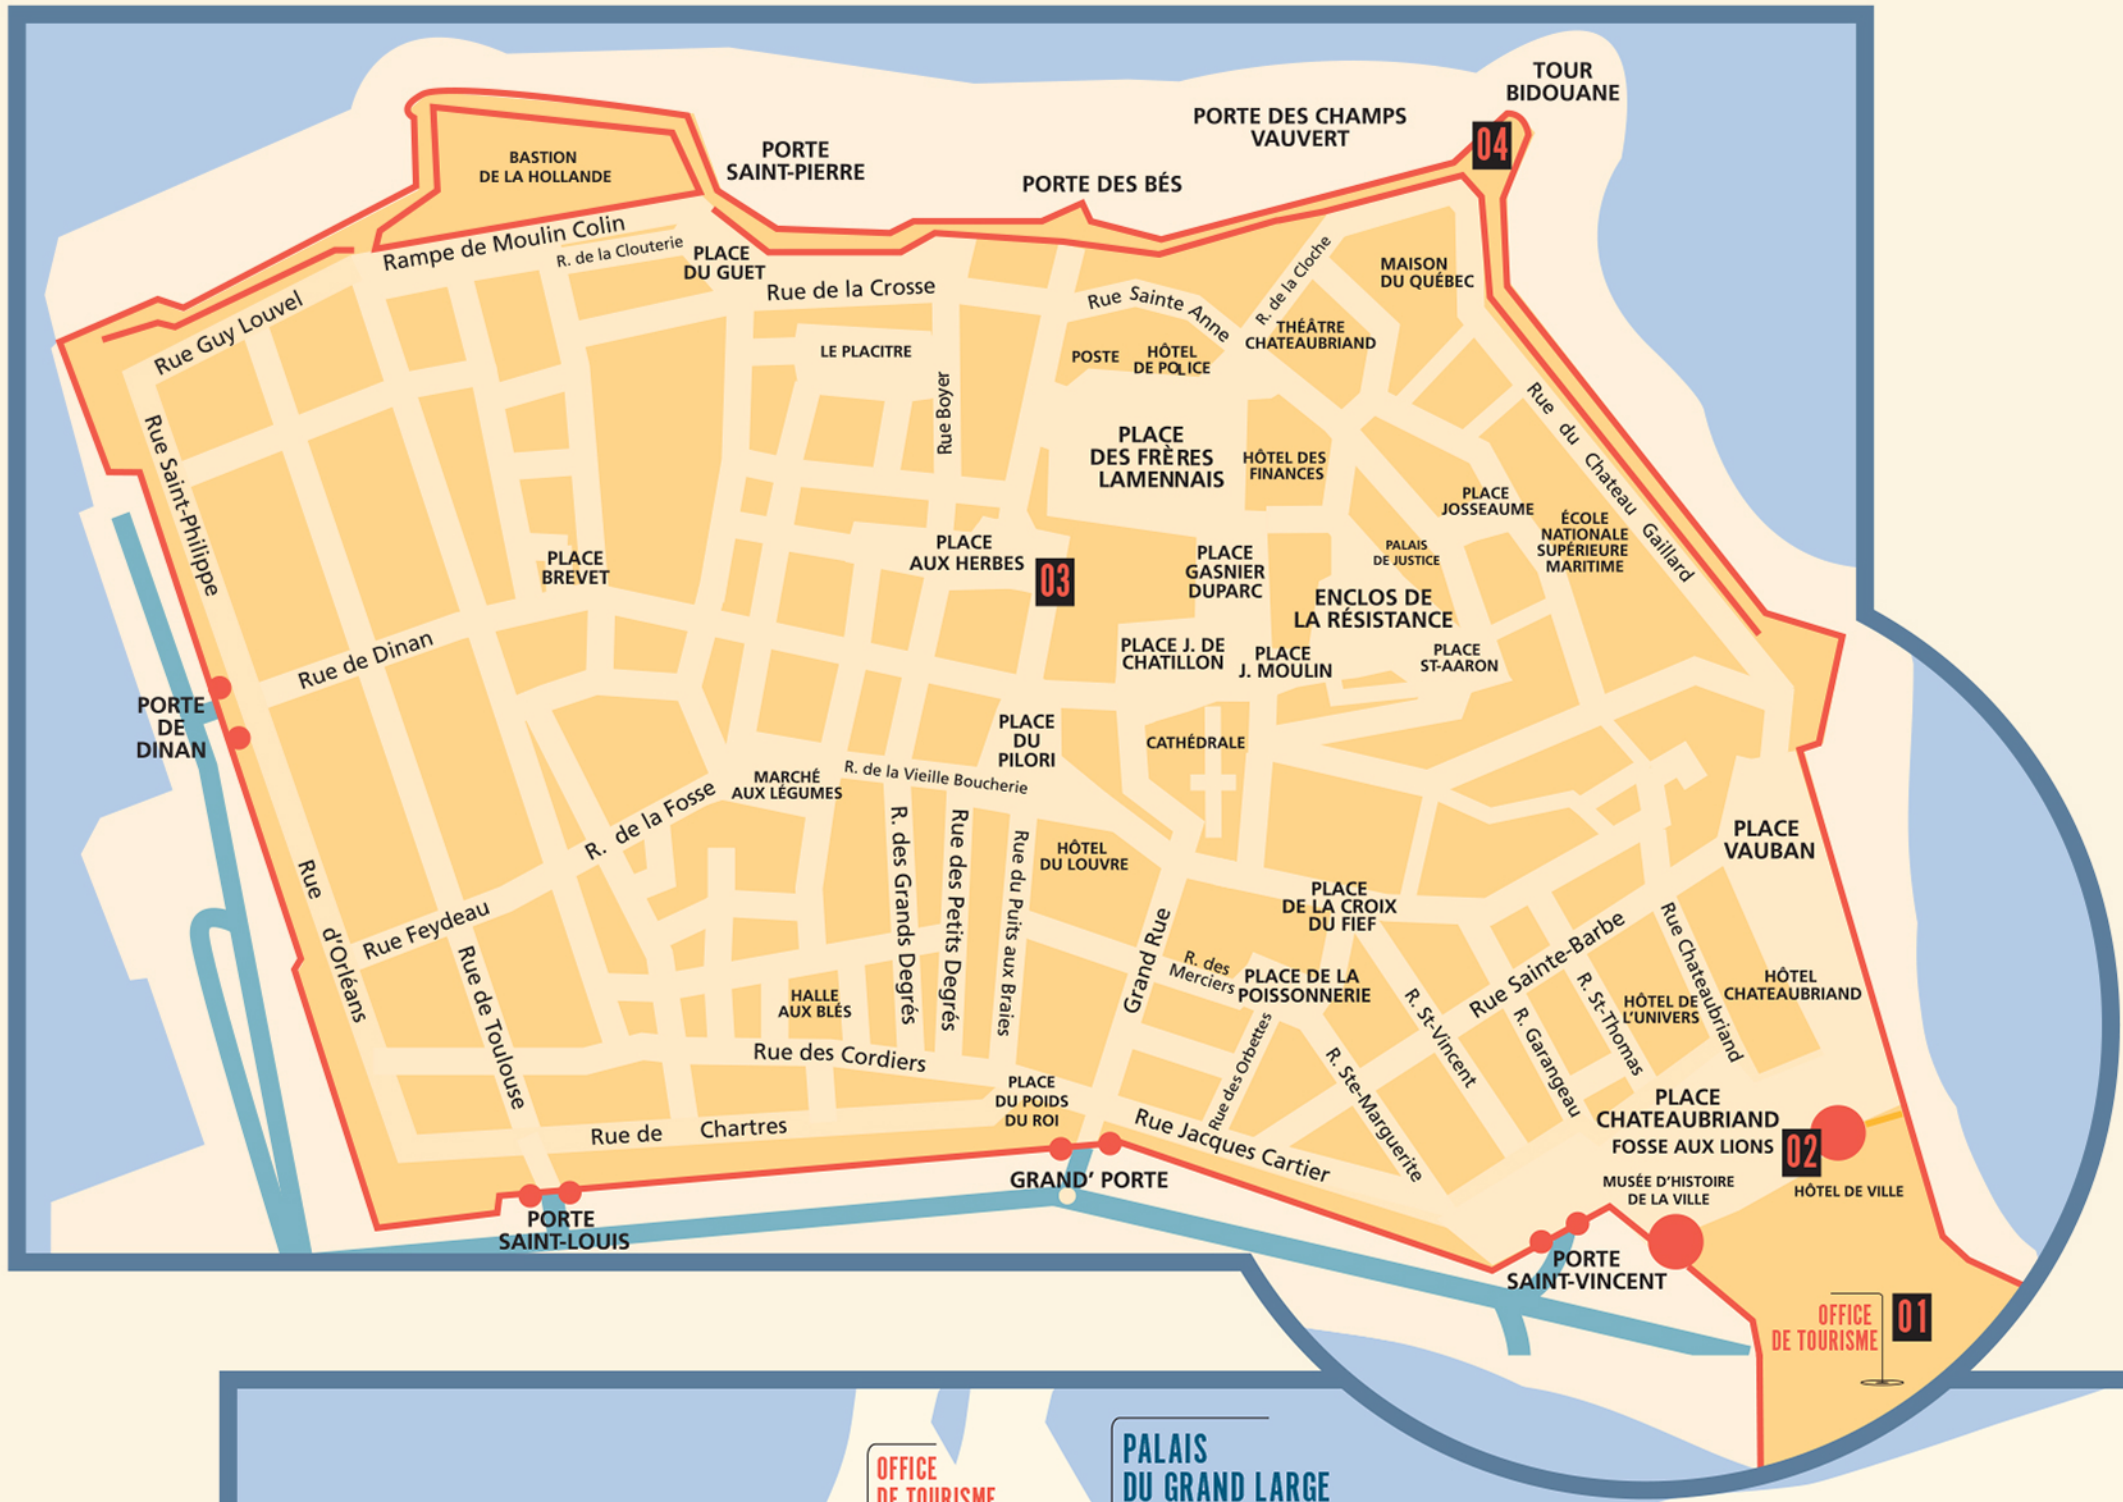 TOUR
BIDOUANE
PORTE DES CHAMPS
VAUVERT
04
PORTE
SAINT-PIERRE
BASTION
DE LA HOLLANDE
PORTE DES BÉS
Rampe de Moulin Colin
R. de la Clouterie
PLACE
DU GUET
Rue de la Crosse
Rue Sainte Anne
R. de la Cloche
MAISON
DU QUÉBEC
Rue Guy Louvel
LE PLACITRE
POSTE
HÔTEL
DE POLICE
THÉÂTRE
CHATEAUBRIAND
Rue Boyer
Rue Saint-Philippe
PLACE
DES FRÈRES
LAMENNAIS
HÔTEL DES
FINANCES
Rue du Chateau Gaillard
PLACE
JOSSEAUME
ÉCOLE
NATIONALE
SUPÉRIEURE
MARITIME
PALAIS
DE JUSTICE
PLACE
BREVET
PLACE
AUX HERBES
03
PLACE
GASNIER
DUPARC
ENCLOS DE
LA RÉSISTANCE
PLACE J. DE
CHATILLON
PLACE
J. MOULIN
PLACE
ST-AARON
Rue de Dinan
PORTE
DE
DINAN
PLACE
DU
PILORI
CATHÉDRALE
MARCHÉ
AUX LÉGUMES
R. de la Vieille Boucherie
R. de la Fosse
R. des Grands Degrés
Rue des Petits Degrés
Rue du Puits aux Braies
HÔTEL
DU LOUVRE
PLACE
VAUBAN
Rue d'Orléans
Rue Feydeau
Rue de Toulouse
PLACE
DE LA CROIX
DU FIEF
Grand Rue
R. des
Merciers
PLACE DE LA
POISSONNERIE
Rue Sainte-Barbe
Rue Chateaubriand
HÔTEL
CHATEAUBRIAND
HALLE
AUX BLÉS
R. St-Vincent
R. Garangeau
R. St-Thomas
HÔTEL DE
L'UNIVERS
Rue des Cordiers
Rue des Orbettes
R. Ste-Marguerite
PLACE
DU POIDS
DU ROI
Rue de Chartres
Rue Jacques Cartier
PLACE
CHATEAUBRIAND
FOSSE AUX LIONS
02
GRAND' PORTE
MUSÉE D'HISTOIRE
DE LA VILLE
HÔTEL DE VILLE
PORTE
SAINT-LOUIS
PORTE
SAINT-VINCENT
OFFICE
DE TOURISME
01
OFFICE
DE TOURISME
PALAIS
DU GRAND LARGE